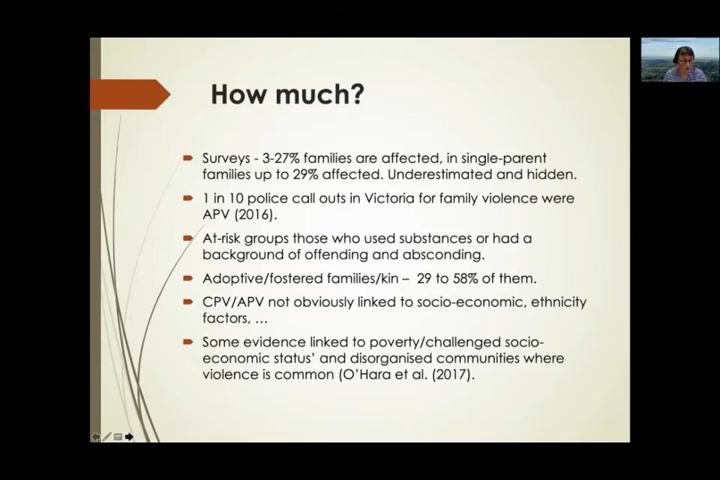 How much?
Surveys - 3-27% families are affected, in single-parent
families up to 29% affected. Underestimated and hidden.
1 in 10 police call outs in Victoria for family violence were
APV (2016).
At-risk groups those who used substances or had a
background of offending and absconding.
Adoptive/fostered families/kin – 29 to 58% of them.
CPV/APV not obviously linked to socio-economic, ethnicity
factors, …
Some evidence linked to poverty/challenged socio-
economic status' and disorganised communities where
violence is common (O'Hara et al. (2017).